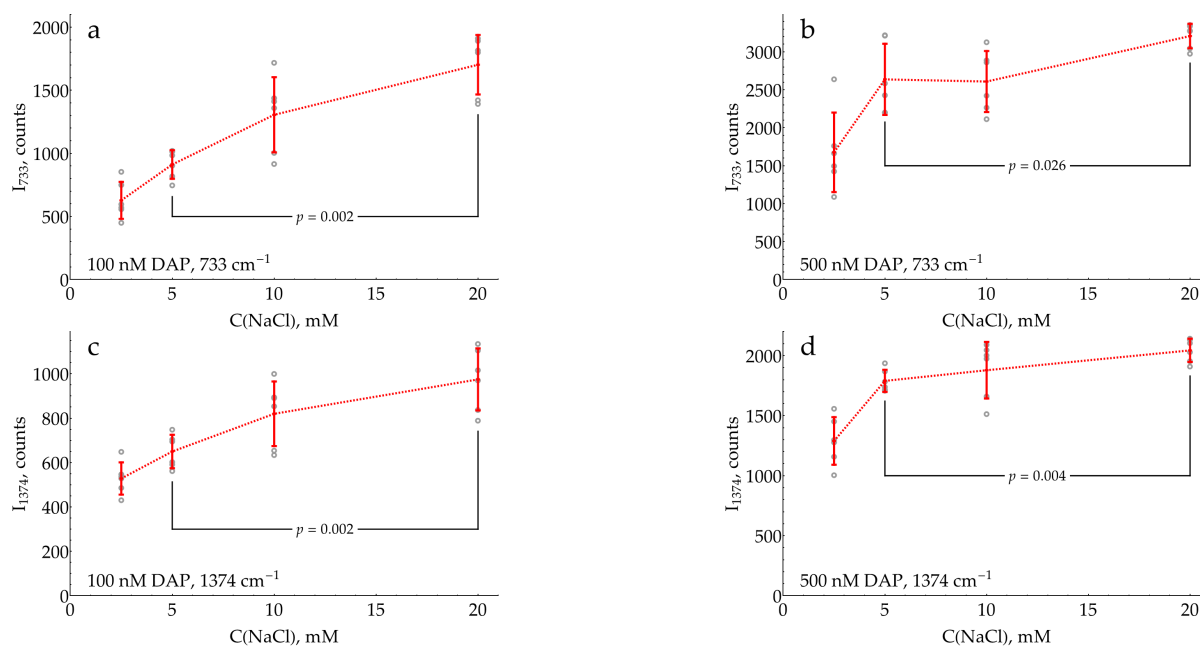 a
2000
1500
1000
500
0
I733, counts
p = 0.002
100 nM DAP, 733 cm−1
0 5 10 15 20
C(NaCl), mM
b
3000
2500
2000
1500
1000
500
0
I733, counts
p = 0.026
500 nM DAP, 733 cm−1
0 5 10 15 20
C(NaCl), mM
c
1000
800
600
400
200
0
I1374, counts
p = 0.002
100 nM DAP, 1374 cm−1
0 5 10 15 20
C(NaCl), mM
d
2000
1500
1000
500
0
I1374, counts
p = 0.004
500 nM DAP, 1374 cm−1
0 5 10 15 20
C(NaCl), mM